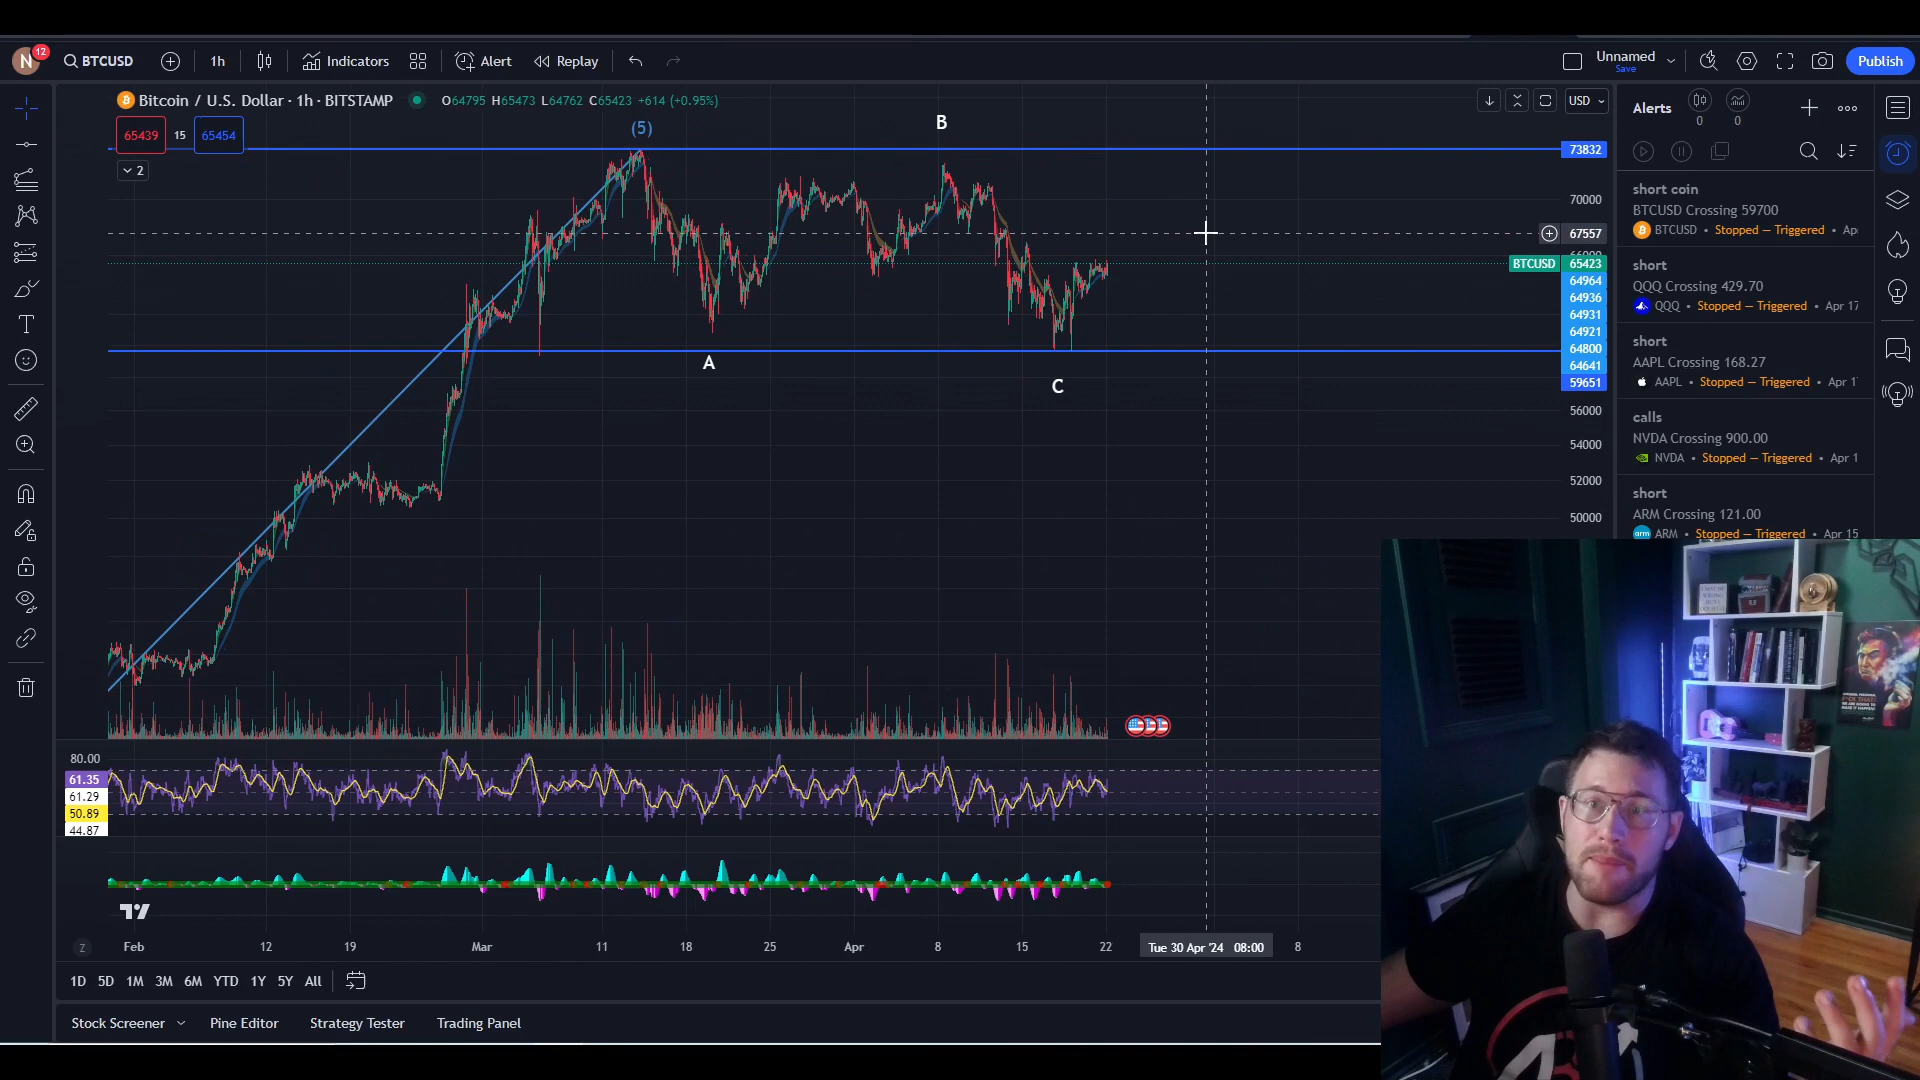 N
12
BTCUSD
1h
Indicators
Alert
Replay
Unnamed
Save
Publish
Bitcoin / U.S. Dollar · 1h · BITSTAMP
O64795 H65473 L64762 C65423 +614 (+0.95%)
65439
15
65454
2
USD
(5)
B
A
C
73832
70000
67557
BTCUSD
65423
64964
64936
64931
64921
64800
64641
59651
56000
54000
52000
50000
80.00
61.35
61.29
50.89
44.87
Z
Feb
12
19
Mar
11
18
25
Apr
8
15
22
Tue 30 Apr '24 08:00
8
1D 5D 1M 3M 6M YTD 1Y 5Y All
Stock Screener
Pine Editor
Strategy Tester
Trading Panel
Alerts
0
0
short coin
BTCUSD Crossing 59700
BTCUSD • Stopped — Triggered • Ap
short
QQQ Crossing 429.70
QQQ • Stopped — Triggered • Apr 17
short
AAPL Crossing 168.27
AAPL • Stopped — Triggered • Apr 1
calls
NVDA Crossing 900.00
NVDA • Stopped — Triggered • Apr 1
short
ARM Crossing 121.00
arm
ARM • Stopped — Triggered • Apr 15